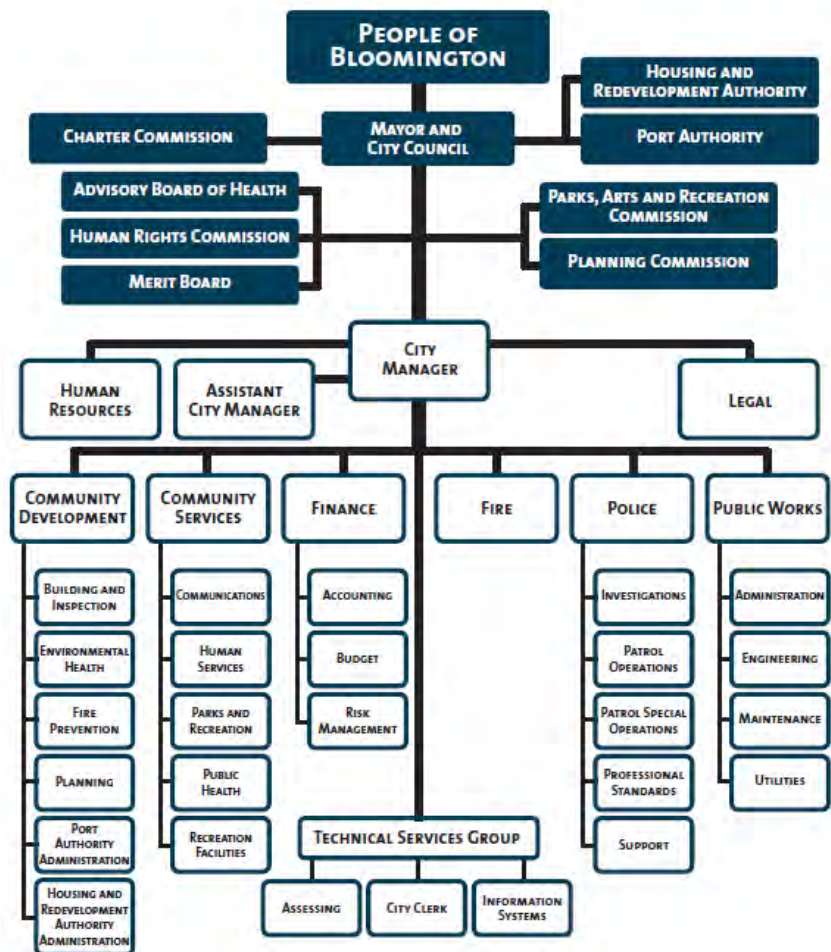 PEOPLE OF
BLOOMINGTON
HOUSING AND
REDEVELOPMENT AUTHORITY
CHARTER COMMISSION
MAYOR AND
CITY COUNCIL
PORT AUTHORITY
ADVISORY BOARD OF HEALTH
HUMAN RIGHTS COMMISSION
MERIT BOARD
PARKS, ARTS AND RECREATION
COMMISSION
PLANNING COMMISSION
CITY
MANAGER
HUMAN
RESOURCES
ASSISTANT
CITY MANAGER
LEGAL
COMMUNITY
DEVELOPMENT
COMMUNITY
SERVICES
FINANCE
FIRE
POLICE
PUBLIC WORKS
BUILDING AND
INSPECTION
ENVIRONMENTAL
HEALTH
FIRE
PREVENTION
PLANNING
PORT
AUTHORITY
ADMINISTRATION
HOUSING AND
REDEVELOPMENT
AUTHORITY
ADMINISTRATION
COMMUNICATIONS
HUMAN
SERVICES
PARKS AND
RECREATION
PUBLIC
HEALTH
RECREATION
FACILITIES
ACCOUNTING
BUDGET
RISK
MANAGEMENT
INVESTIGATIONS
PATROL
OPERATIONS
PATROL SPECIAL
OPERATIONS
PROFESSIONAL
STANDARDS
SUPPORT
ADMINISTRATION
ENGINEERING
MAINTENANCE
UTILITIES
TECHNICAL SERVICES GROUP
ASSESSING
CITY CLERK
INFORMATION
SYSTEMS